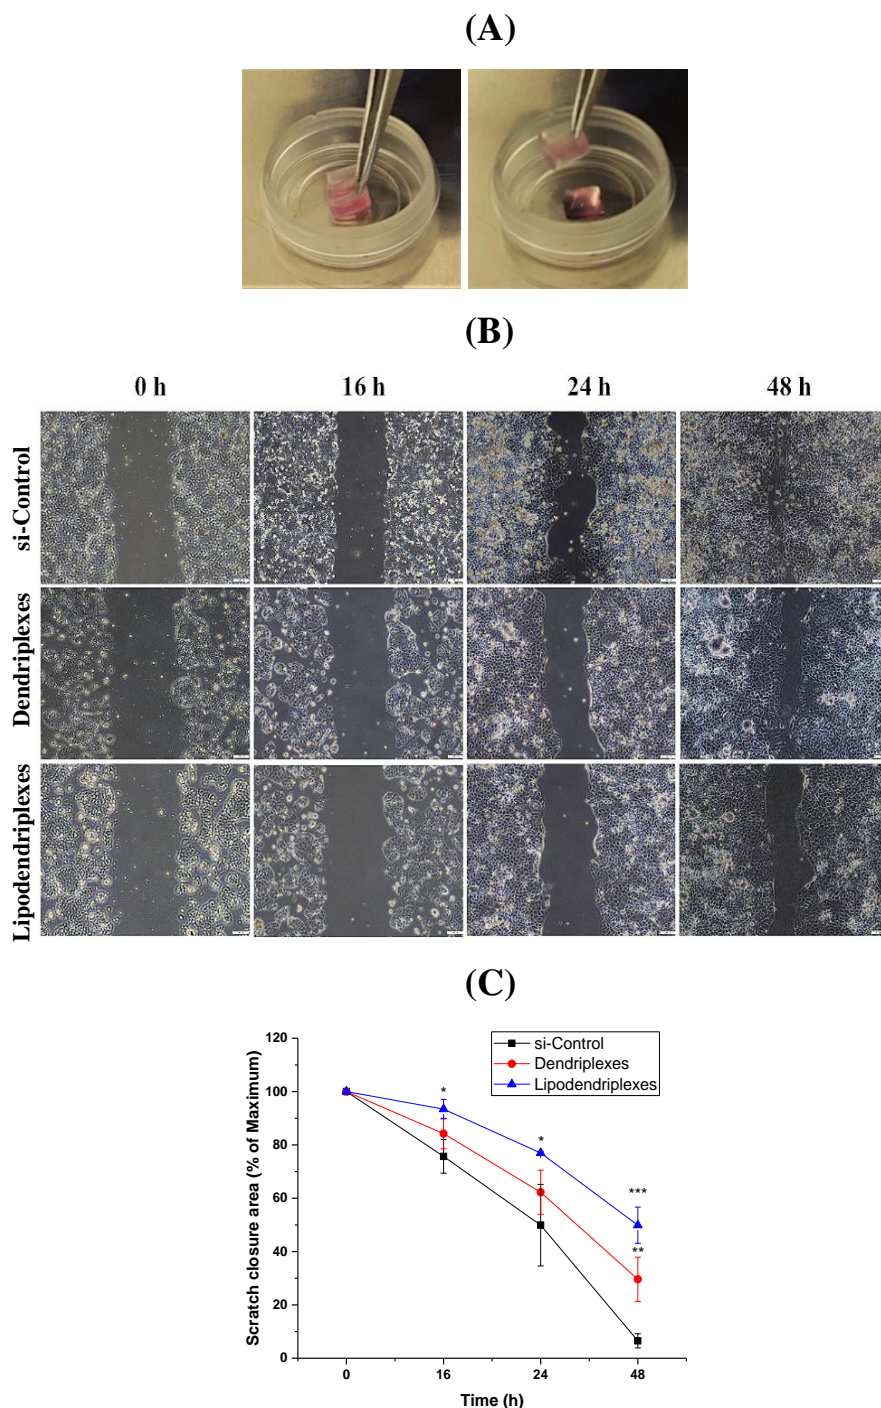 (A)
(B)
0 h 16 h 24 h 48 h
si-Control
Dendriplexes
Lipodendriplexes
(C)
120
100
80
60
40
20
0
Scratch closure area (% of Maximum)
si-Control
Dendriplexes
Lipodendriplexes
*
*
***
**
0 16 24 48
Time (h)